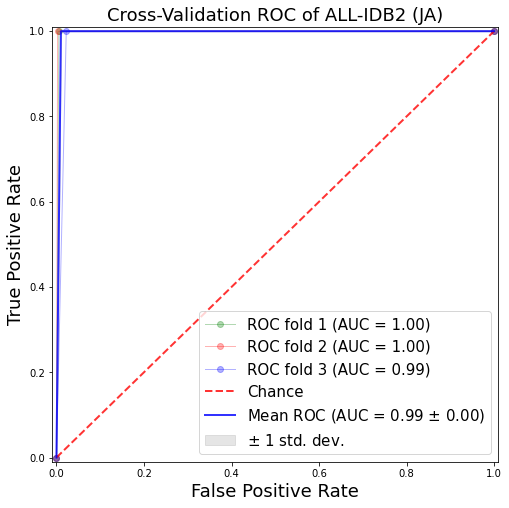 Cross-Validation ROC of ALL-IDB2 (JA)
True Positive Rate
1.0
0.8
0.6
0.4
0.2
0.0
ROC fold 1 (AUC = 1.00)
ROC fold 2 (AUC = 1.00)
ROC fold 3 (AUC = 0.99)
Chance
Mean ROC (AUC = 0.99 ± 0.00)
± 1 std. dev.
0.0 0.2 0.4 0.6 0.8 1.0
False Positive Rate